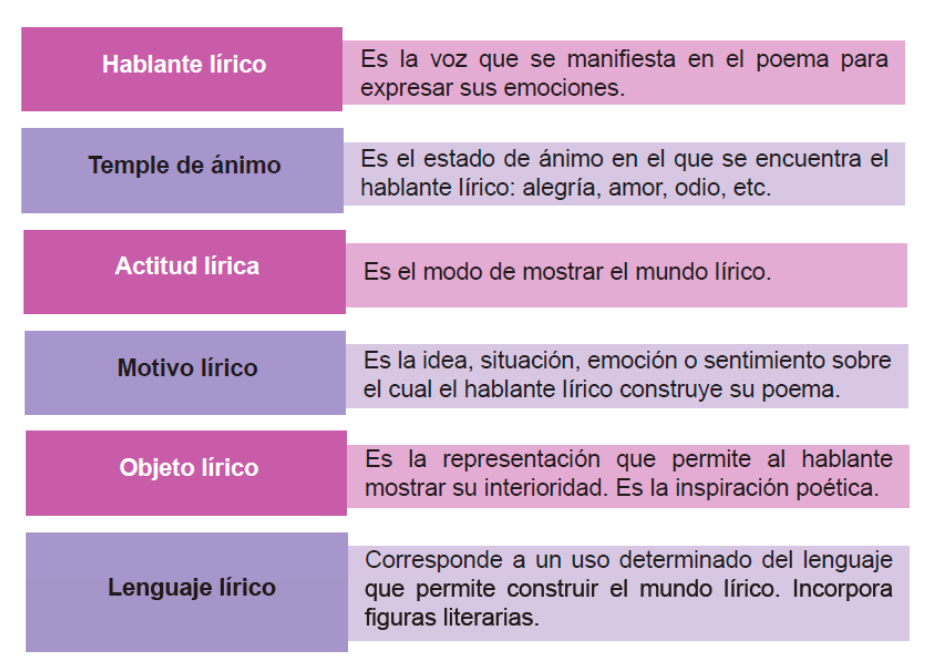 Hablante lírico
Es la voz que se manifiesta en el poema para
expresar sus emociones.
Temple de ánimo
Es el estado de ánimo en el que se encuentra el
hablante lírico: alegría, amor, odio, etc.
Actitud lírica
Es el modo de mostrar el mundo lírico.
Motivo lírico
Es la idea, situación, emoción o sentimiento sobre
el cual el hablante lírico construye su poema.
Objeto lírico
Es la representación que permite al hablante
mostrar su interioridad. Es la inspiración poética.
Lenguaje lírico
Corresponde a un uso determinado del lenguaje
que permite construir el mundo lírico. Incorpora
figuras literarias.